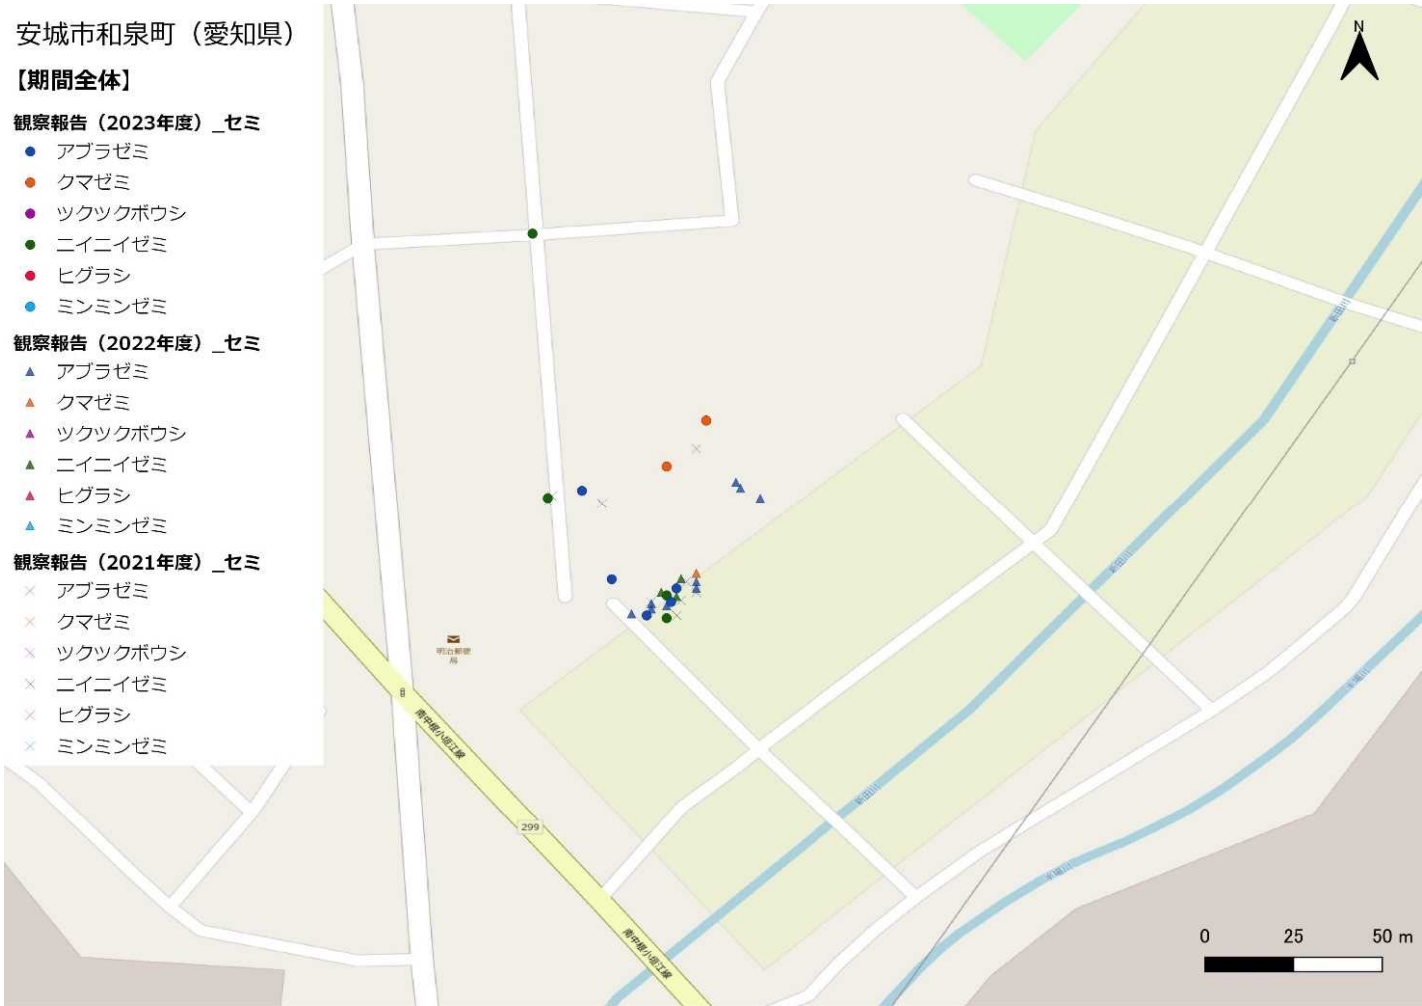 安城市和泉町（愛知県）
【期間全体】
観察報告（2023年度）_セミ
アブラゼミ
クマゼミ
ツクツクボウシ
ニイニイゼミ
ヒグラシ
ミンミンゼミ
観察報告（2022年度）_セミ
アブラゼミ
クマゼミ
ツクツクボウシ
ニイニイゼミ
ヒグラシ
ミンミンゼミ
観察報告（2021年度）_セミ
アブラゼミ
クマゼミ
ツクツクボウシ
ニイニイゼミ
ヒグラシ
ミンミンゼミ
N
明治郵便
局
南中根小垣江線
299
南中根小垣江線
0 25 50 m